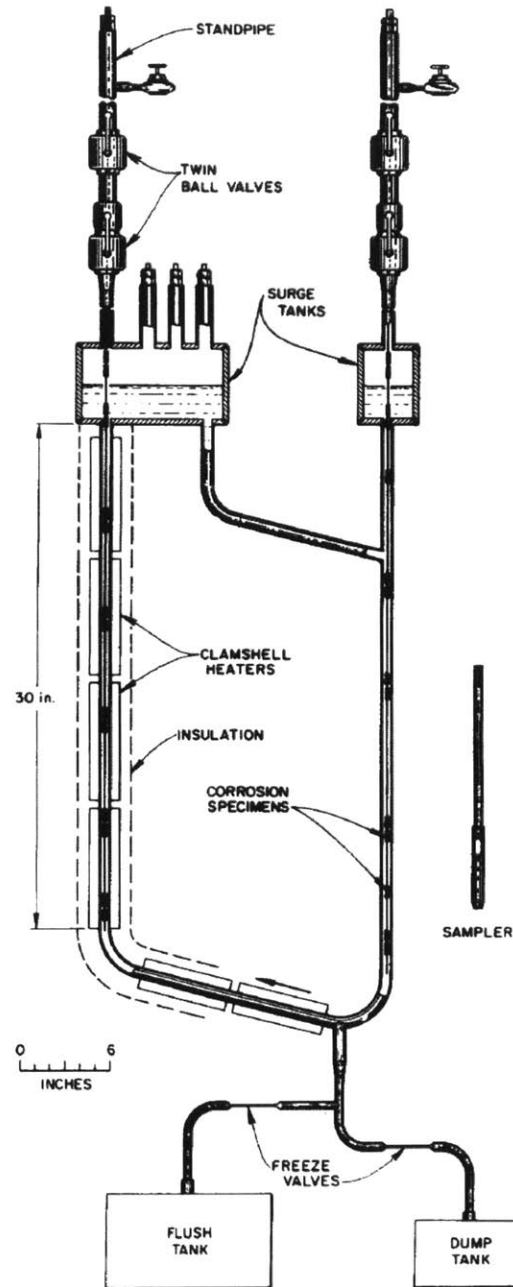 STANDPIPE
TWIN
BALL VALVES
SURGE
TANKS
CLAMSHELL
HEATERS
30 in.
INSULATION
CORROSION
SPECIMENS
SAMPLER
0 6
INCHES
FREEZE
VALVES
FLUSH
TANK
DUMP
TANK